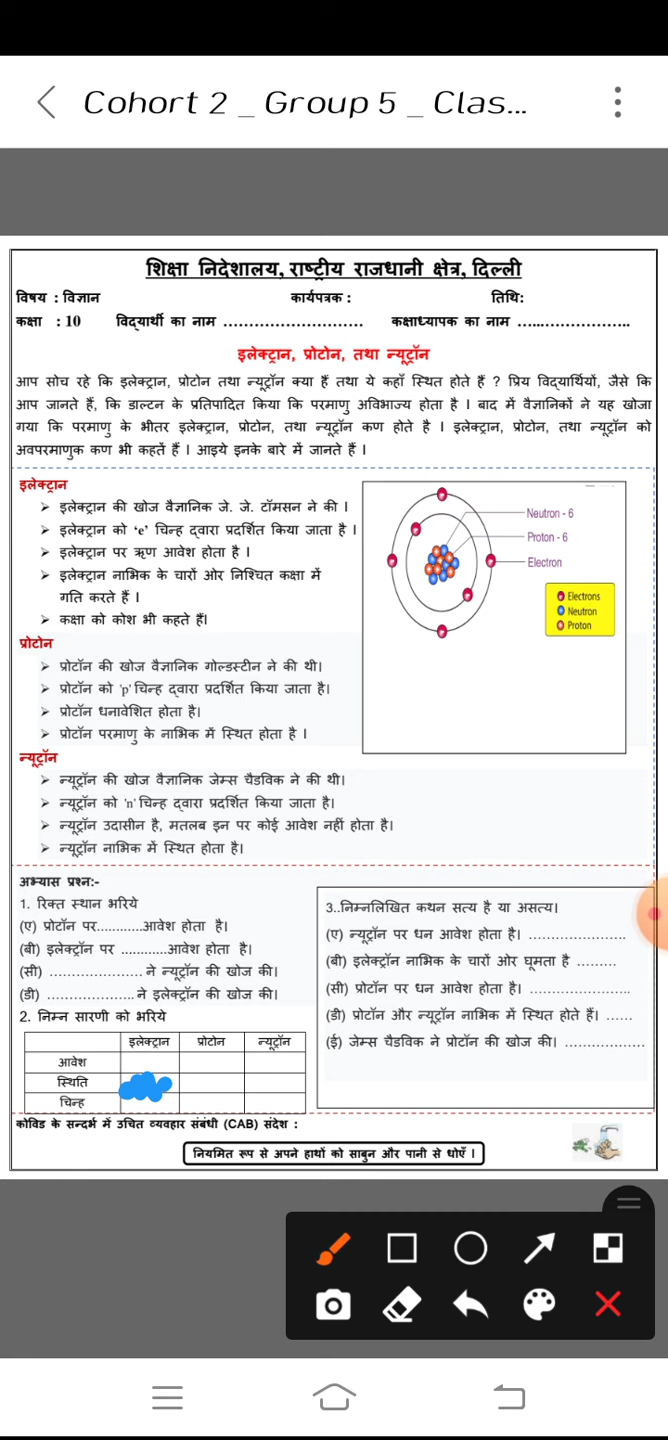 Cohort 2 _ Group 5 _ Clas...
शिक्षा निदेशालय, राष्ट्रीय राजधानी क्षेत्र, दिल्ली
विषय : विज्ञान कार्यपत्रक : तिथि:
कक्षा : 10 विद्यार्थी का नाम ............................ कक्षाध्यापक का नाम .......................
इलेक्ट्रान, प्रोटोन, तथा न्यूट्रॉन
आप सोच रहे कि इलेक्ट्रान, प्रोटोन तथा न्यूट्रॉन क्या हैं तथा ये कहाँ स्थित होते हैं ? प्रिय विद्यार्थियों, जैसे कि
आप जानते हैं, कि डाल्टन के प्रतिपादित किया कि परमाणु अविभाज्य होता है । बाद में वैज्ञानिकों ने यह खोजा
गया कि परमाणु के भीतर इलेक्ट्रान, प्रोटोन, तथा न्यूट्रॉन कण होते है । इलेक्ट्रान, प्रोटोन, तथा न्यूट्रॉन को
अवपरमाणुक कण भी कहतें हैं । आइये इनके बारे में जानते हैं ।
इलेक्ट्रान
➢ इलेक्ट्रान की खोज वैज्ञानिक जे. जे. टॉमसन ने की ।
➢ इलेक्ट्रान को ‘e’ चिन्ह द्वारा प्रदर्शित किया जाता है ।
➢ इलेक्ट्रान पर ऋण आवेश होता है ।
➢ इलेक्ट्रान नाभिक के चारों ओर निश्चित कक्षा में
गति करते हैं ।
➢ कक्षा को कोश भी कहते हैं।
Neutron - 6
Proton - 6
Electron
Electrons
Neutron
Proton
प्रोटोन
➢ प्रोटॉन की खोज वैज्ञानिक गोल्डस्टीन ने की थी।
➢ प्रोटॉन को 'p' चिन्ह द्वारा प्रदर्शित किया जाता है।
➢ प्रोटॉन धनावेशित होता है।
➢ प्रोटॉन परमाणु के नाभिक में स्थित होता है ।
न्यूट्रॉन
➢ न्यूट्रॉन की खोज वैज्ञानिक जेम्स चैडविक ने की थी।
➢ न्यूट्रॉन को 'n' चिन्ह द्वारा प्रदर्शित किया जाता है।
➢ न्यूट्रॉन उदासीन है, मतलब इन पर कोई आवेश नहीं होता है।
➢ न्यूट्रॉन नाभिक में स्थित होता है।
अभ्यास प्रश्न:-
1. रिक्त स्थान भरिये
(ए) प्रोटॉन पर............आवेश होता है।
(बी) इलेक्ट्रॉन पर ............आवेश होता है।
(सी) ........................ ने न्यूट्रॉन की खोज की।
(डी) ......................ने इलेक्ट्रॉन की खोज की।
2. निम्न सारणी को भरिये
इलेक्ट्रान प्रोटोन न्यूट्रॉन
आवेश
स्थिति
चिन्ह
3..निम्नलिखित कथन सत्य है या असत्य।
(ए) न्यूट्रॉन पर धन आवेश होता है। ......................
(बी) इलेक्ट्रॉन नाभिक के चारों ओर घूमता है .........
(सी) प्रोटॉन पर धन आवेश होता है। .......................
(डी) प्रोटॉन और न्यूट्रॉन नाभिक में स्थित होते हैं। ......
(ई) जेम्स चैडविक ने प्रोटॉन की खोज की। ..................
कोविड के सन्दर्भ में उचित व्यवहार संबंधी (CAB) संदेश :
नियमित रूप से अपने हाथों को साबुन और पानी से धोएँ ।